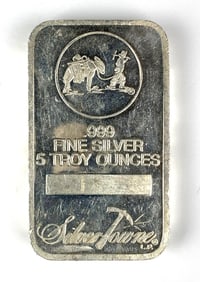 .999
FINE SILVER
5 TROY OUNCES
SilverTowne®
L.P.